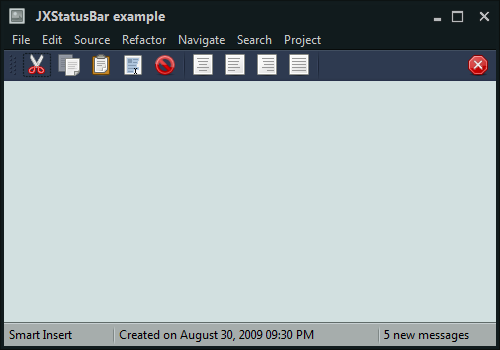 JXStatusBar example
File Edit Source Refactor Navigate Search Project
Smart Insert Created on August 30, 2009 09:30 PM 5 new messages